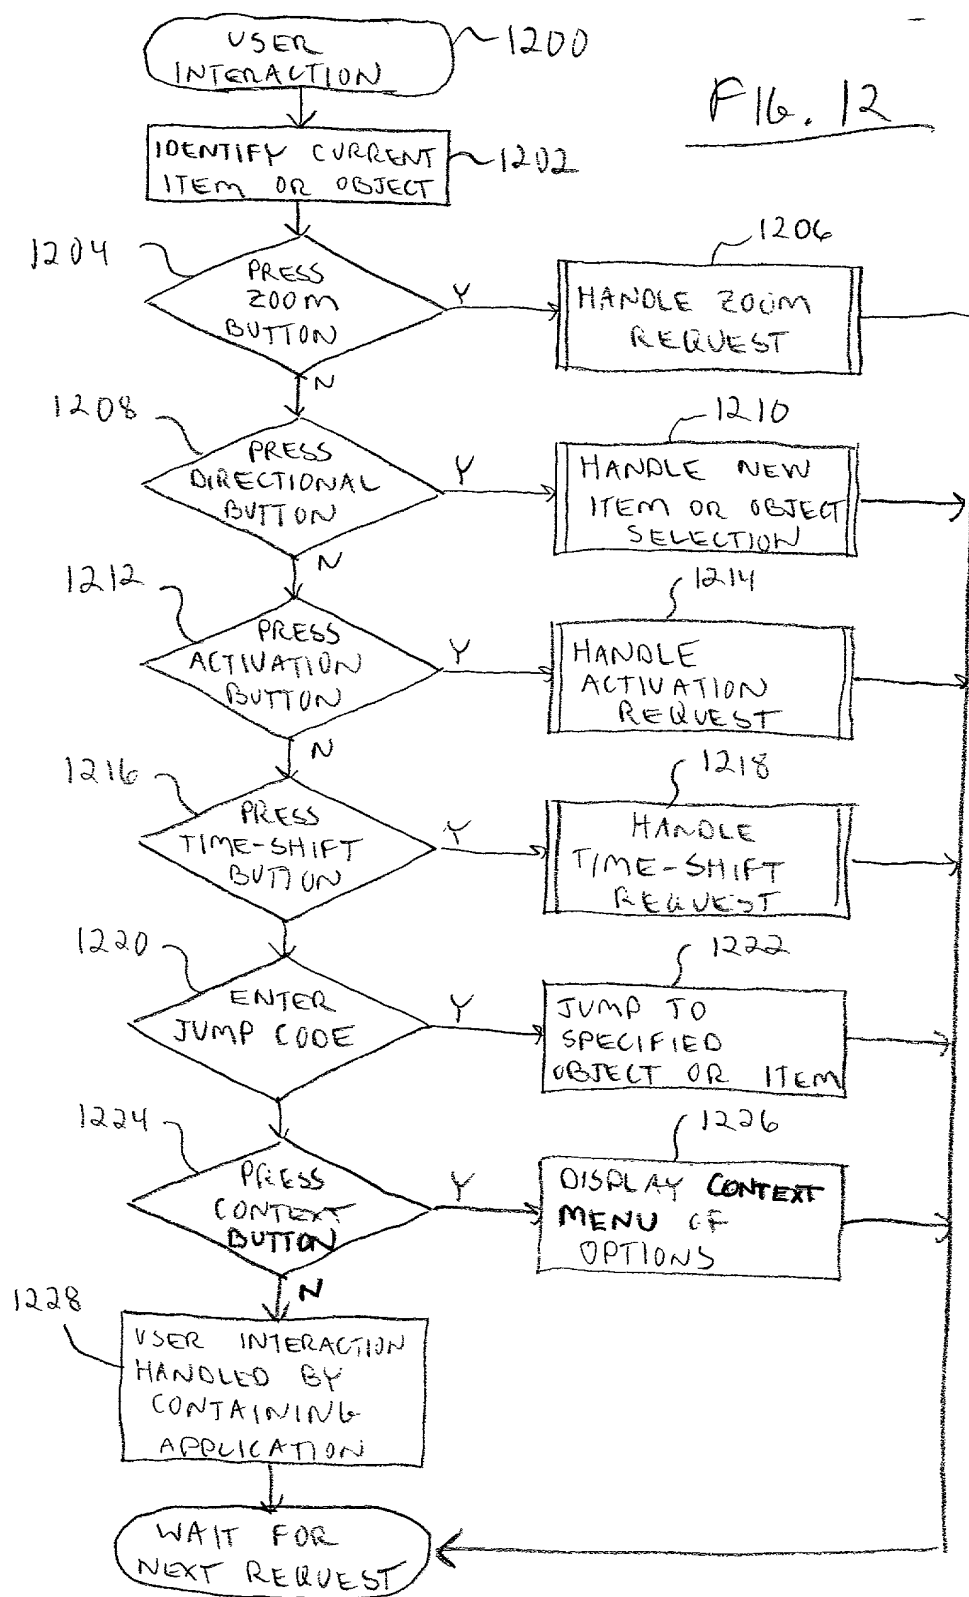 USER
INTERACTION
1200
FIG. 12
IDENTIFY CURRENT
ITEM OR OBJECT
1202
1204
PRESS
ZOOM
BUTTON
Y
N
1206
HANDLE ZOOM
REQUEST
1208
PRESS
DIRECTIONAL
BUTTON
Y
N
1210
HANDLE NEW
ITEM OR OBJECT
SELECTION
1212
PRESS
ACTIVATION
BUTTON
Y
N
1214
HANDLE
ACTIVATION
REQUEST
1216
PRESS
TIME-SHIFT
BUTTON
Y
1218
HANDLE
TIME-SHIFT
REQUEST
1220
ENTER
JUMP CODE
Y
1222
JUMP TO
SPECIFIED
OBJECT OR ITEM
1224
PRESS
CONTEXT
BUTTON
Y
N
1226
DISPLAY CONTEXT
MENU OF
OPTIONS
1228
USER INTERACTION
HANDLED BY
CONTAINING
APPLICATION
WAIT FOR
NEXT REQUEST